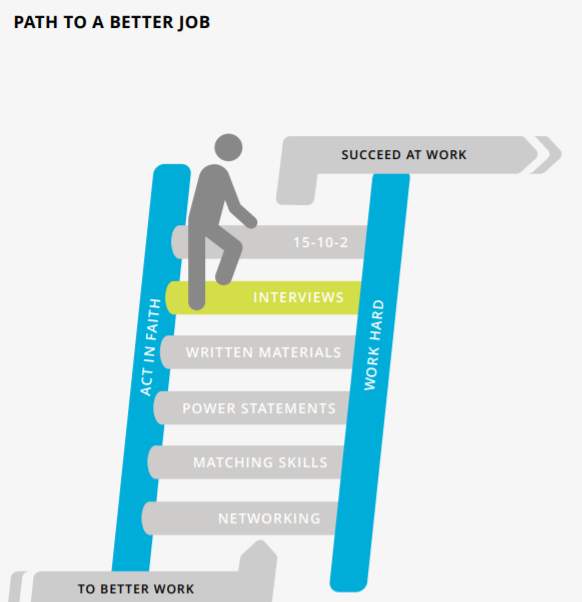 PATH TO A BETTER JOB
SUCCEED AT WORK
15-10-2
INTERVIEWS
WRITTEN MATERIALS
POWER STATEMENTS
MATCHING SKILLS
NETWORKING
ACT IN FAITH
WORK HARD
TO BETTER WORK